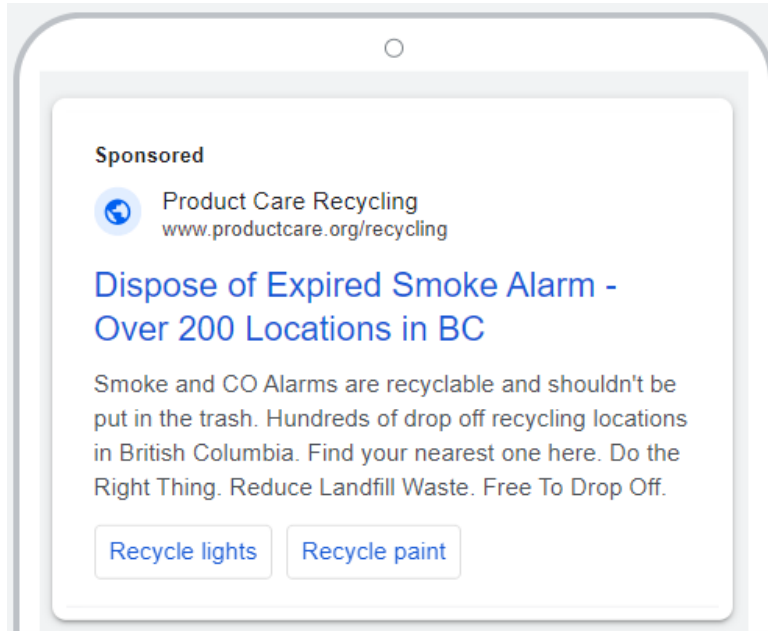 Sponsored
Product Care Recycling
www.productcare.org/recycling
Dispose of Expired Smoke Alarm -
Over 200 Locations in BC
Smoke and CO Alarms are recyclable and shouldn't be
put in the trash. Hundreds of drop off recycling locations
in British Columbia. Find your nearest one here. Do the
Right Thing. Reduce Landfill Waste. Free To Drop Off.
Recycle lights
Recycle paint